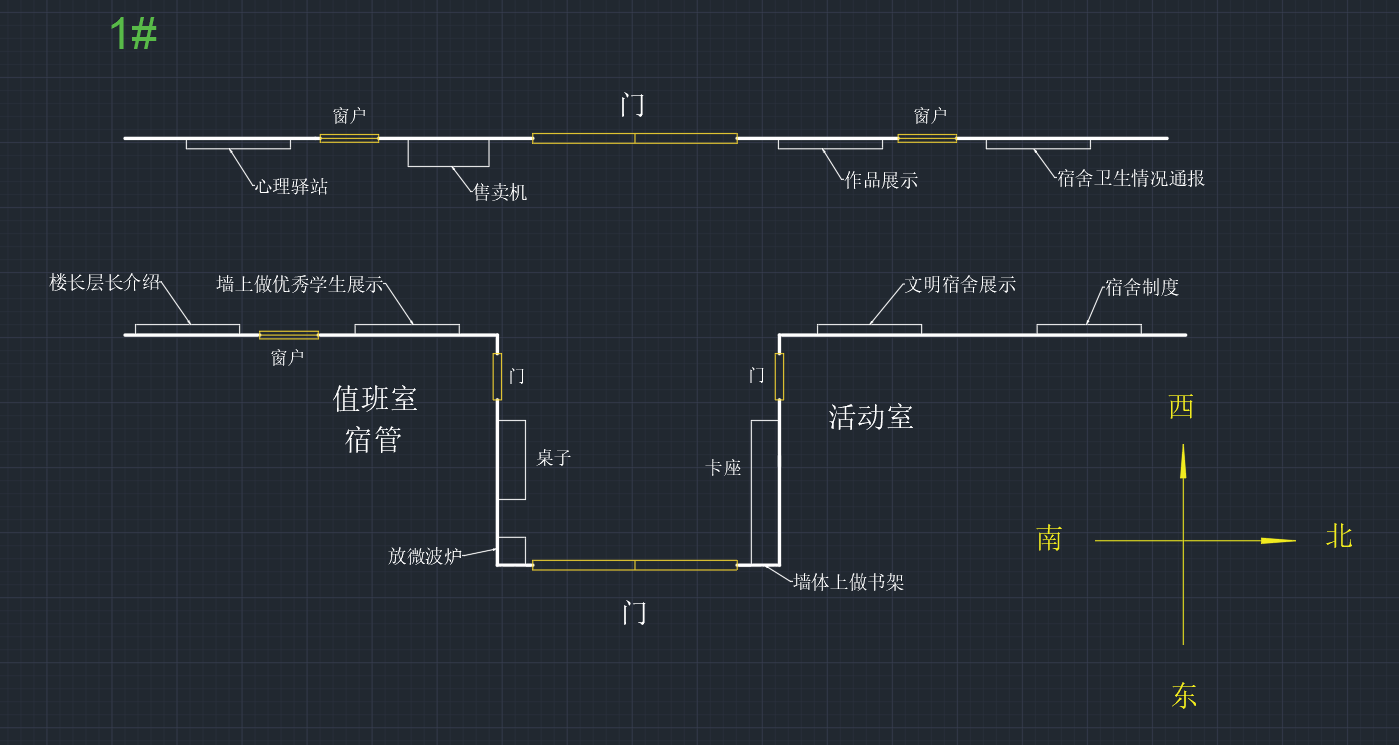 1#
门
窗户
窗户
心理驿站
售卖机
作品展示
宿舍卫生情况通报
楼长层长介绍
墙上做优秀学生展示
文明宿舍展示
宿舍制度
窗户
门
门
值班室
宿管
活动室
西
桌子
卡座
南
北
放微波炉
墙体上做书架
门
东